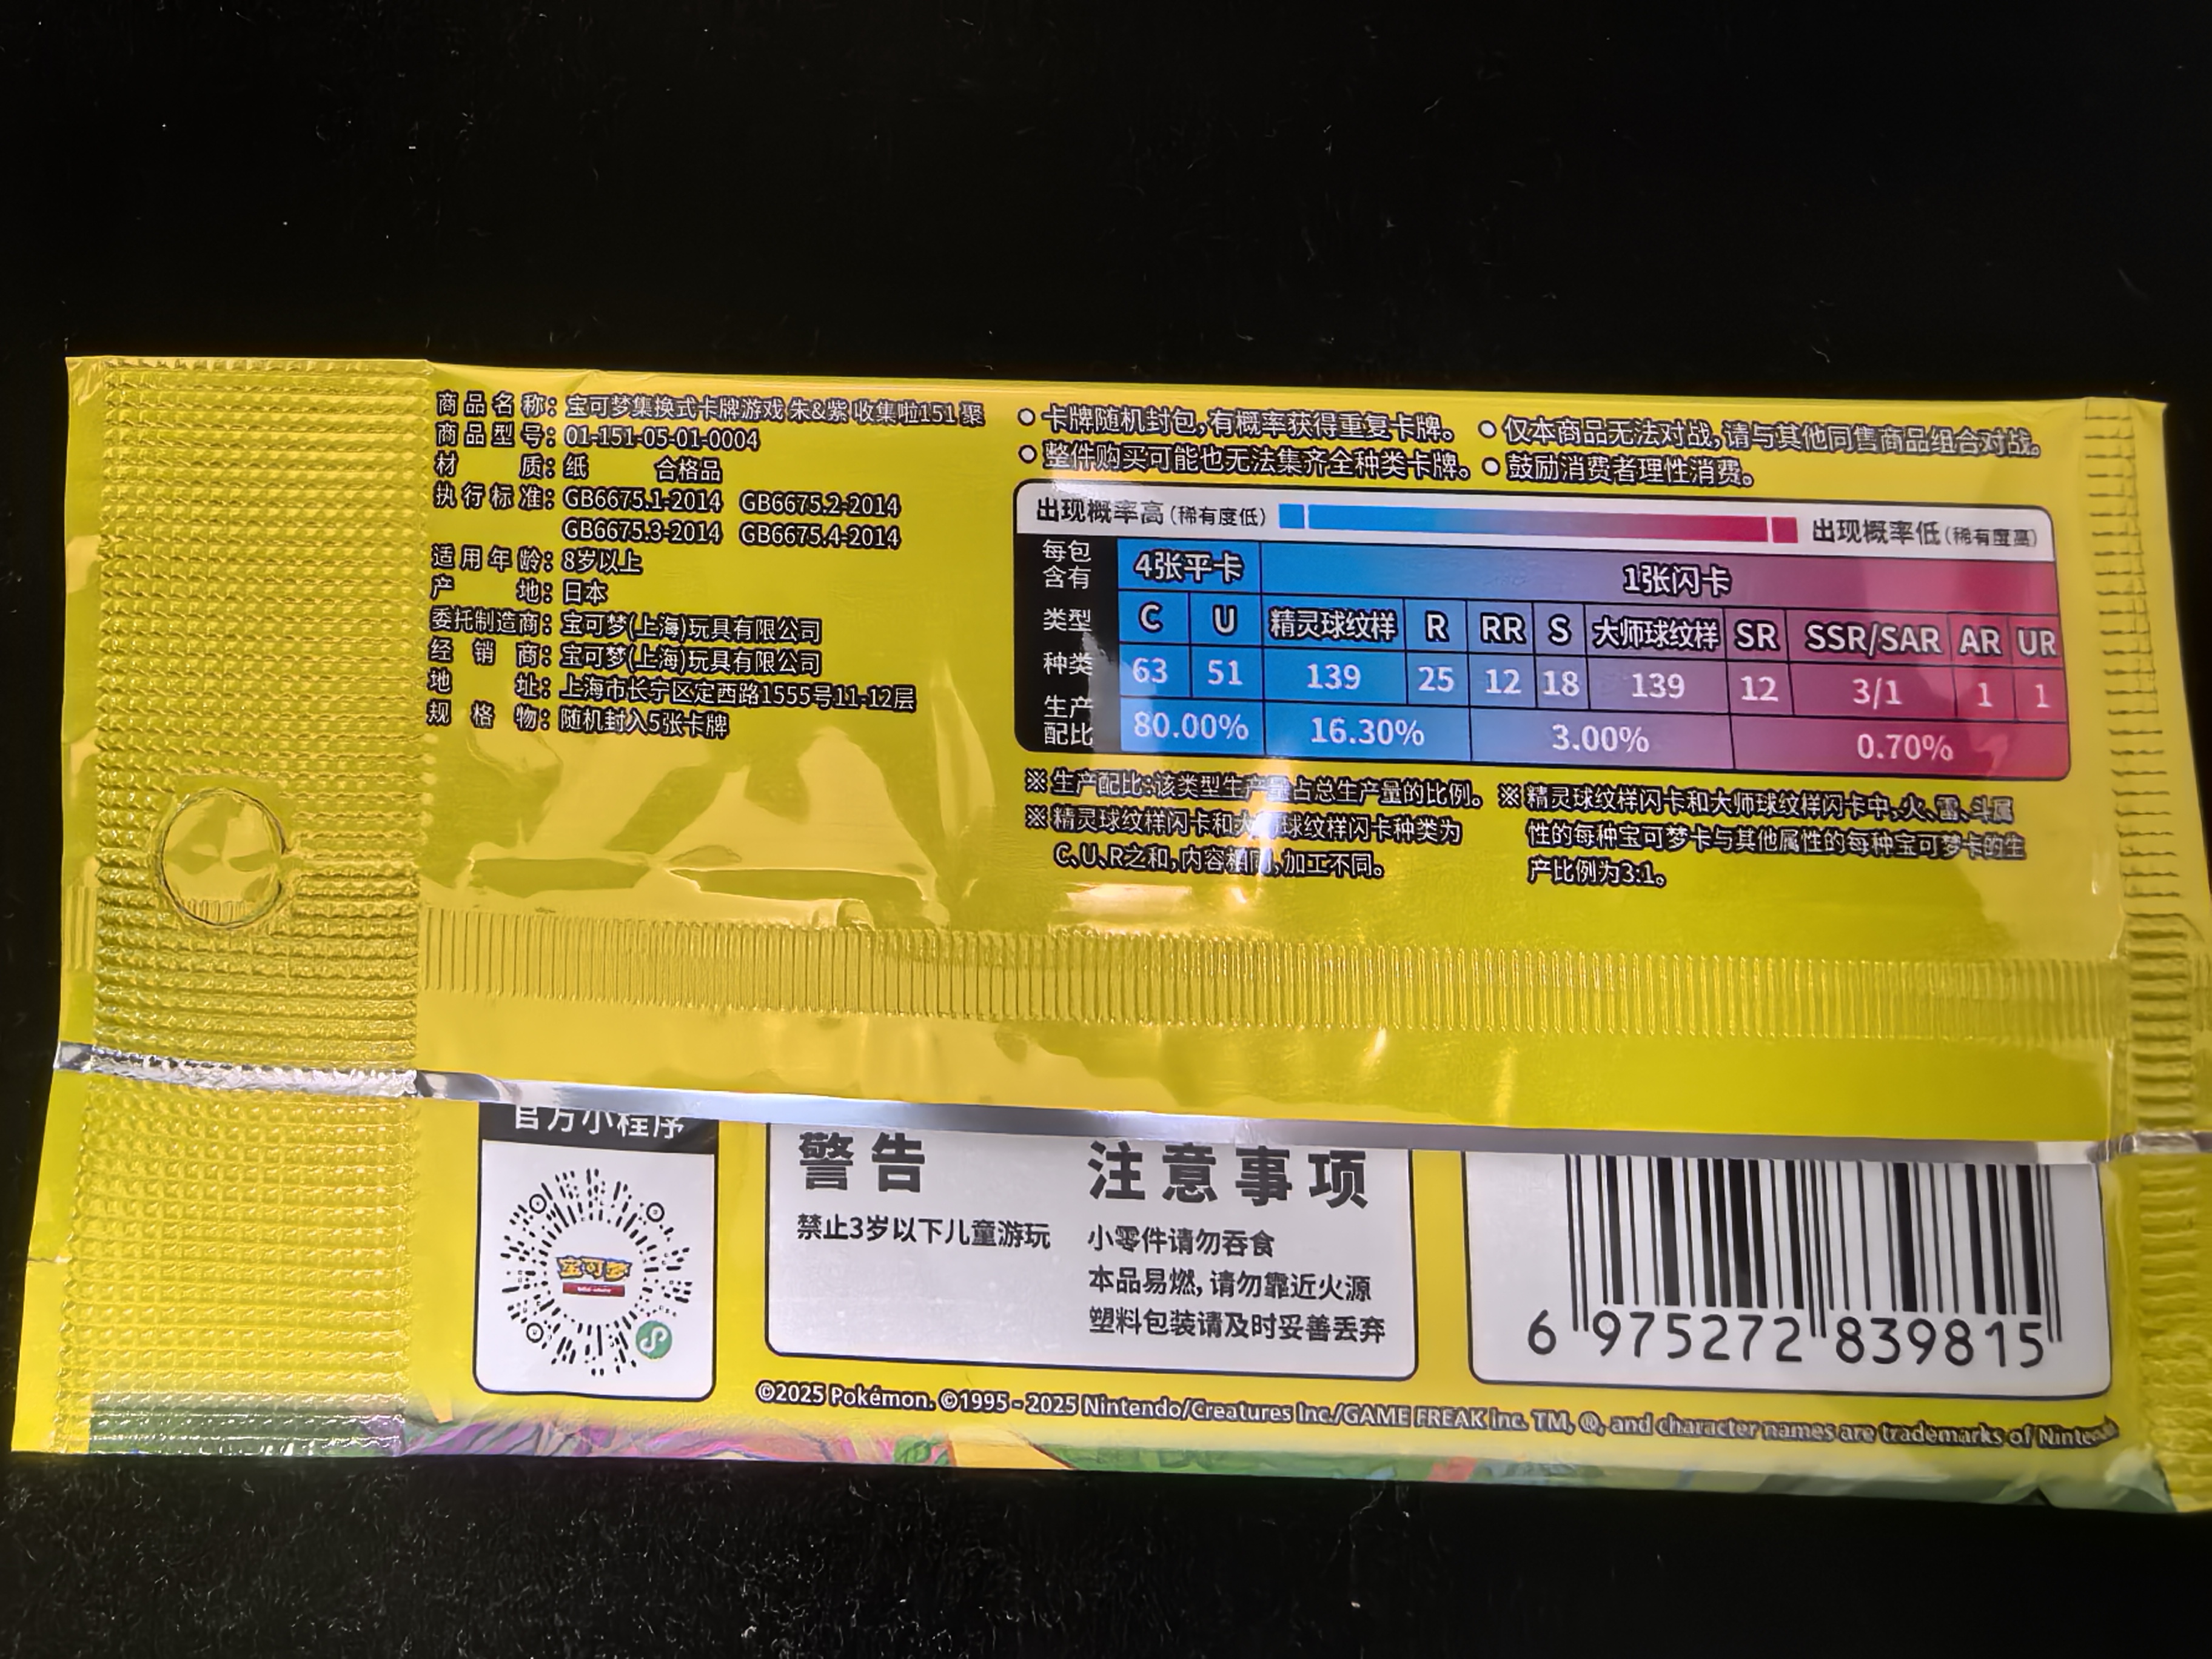 商品名称：宝可梦集换式卡牌游戏 朱&紫 收集啦151 聚
商品型号：01-151-05-01-0004
材质：纸 合格品
执行标准：GB6675.1-2014 GB6675.2-2014
GB6675.3-2014 GB6675.4-2014
适用年龄：8岁以上
产地：日本
委托制造商：宝可梦(上海)玩具有限公司
经销商：宝可梦(上海)玩具有限公司
地址：上海市长宁区定西路1555号11-12层
规格物：随机封入5张卡牌
● 卡牌随机封包，有概率获得重复卡牌。 ● 仅本商品无法对战，请与其他同售商品组合对战。
● 整件购买可能也无法集齐全种类卡牌。 ● 鼓励消费者理性消费。
出现概率高（稀有度低） 出现概率低（稀有度高）
每包含有 4张平卡 1张闪卡
类型 C U 精灵球纹样 R RR S 大师球纹样 SR SSR/SAR AR UR
种类 63 51 139 25 12 18 139 12 3/1 1 1
生产配比 80.00% 16.30% 3.00% 0.70%
※ 生产配比：该类型生产量占总生产量的比例。
※ 精灵球纹样闪卡和大师球纹样闪卡种类为
C、U、R之和，内容相同，加工不同。
※ 精灵球纹样闪卡和大师球纹样闪卡中，火、雷、斗属
性的每种宝可梦卡与其他属性的每种宝可梦卡的生
产比例为3:1。
官方小程序
宝可梦
警告
禁止3岁以下儿童游玩
注意事项
小零件请勿吞食
本品易燃，请勿靠近火源
塑料包装请及时妥善丢弃
6 975272 839815
©2025 Pokémon. ©1995 - 2025 Nintendo/Creatures Inc./GAME FREAK inc. TM, ®, and character names are trademarks of